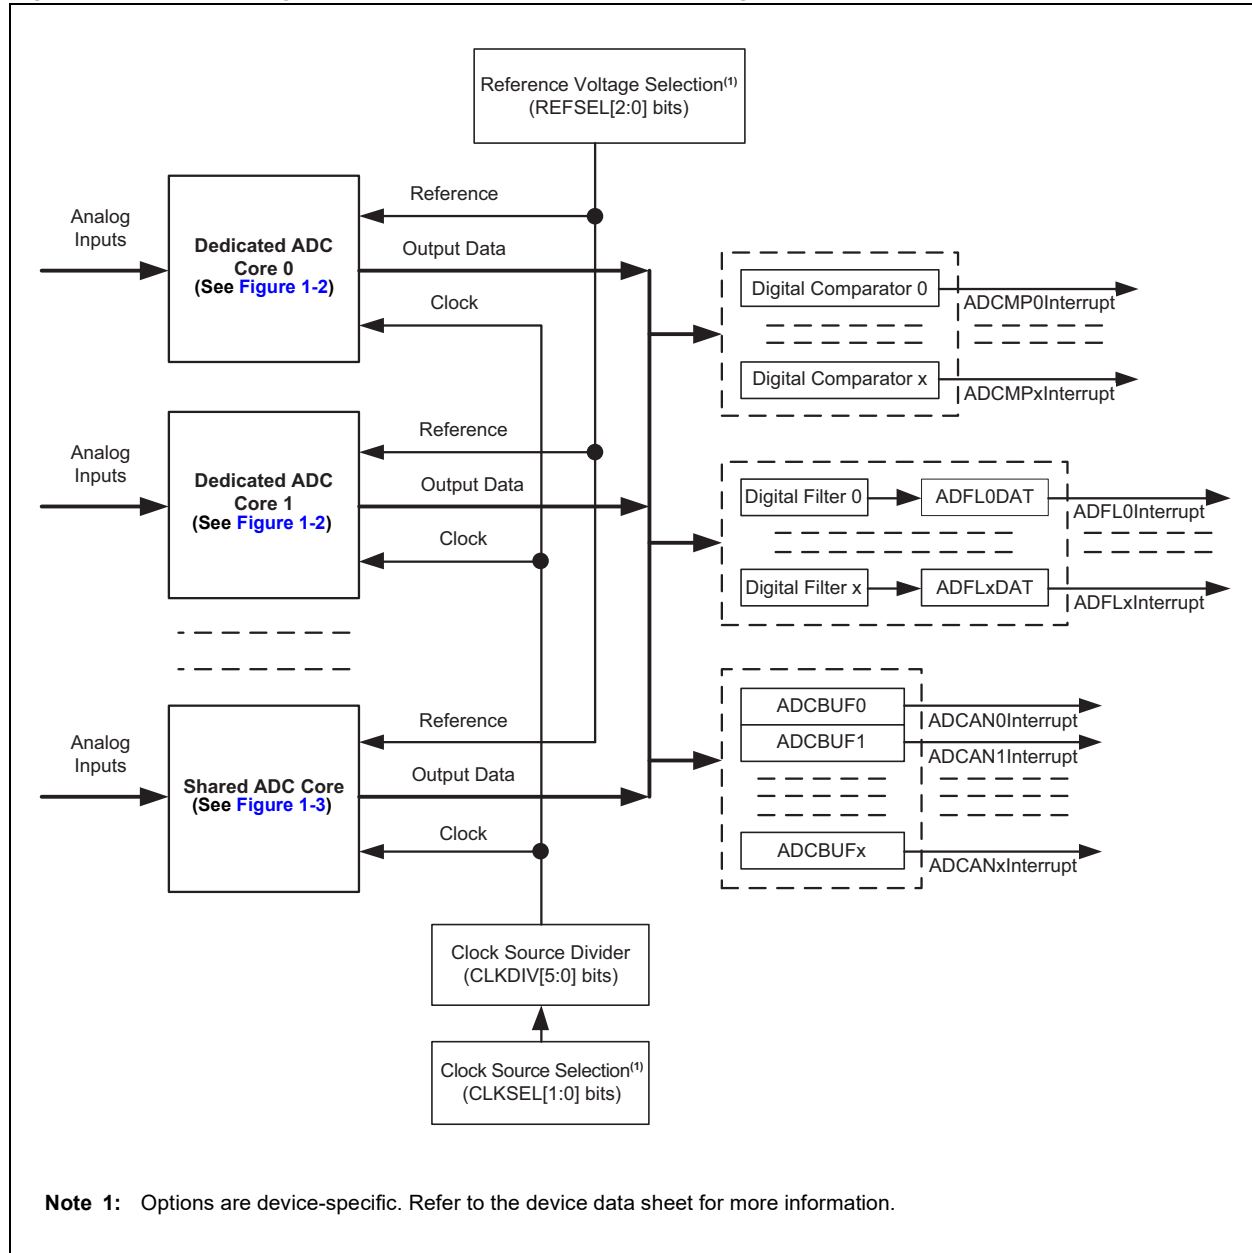 Reference Voltage Selection(1)
(REFSEL[2:0] bits)
Analog
Inputs
Dedicated ADC
Core 0
(See Figure 1-2)
Reference
Output Data
Clock
Digital Comparator 0
ADCMP0Interrupt
Digital Comparator x
ADCMPxInterrupt
Analog
Inputs
Dedicated ADC
Core 1
(See Figure 1-2)
Reference
Output Data
Clock
Digital Filter 0
ADFL0DAT
ADFL0Interrupt
Digital Filter x
ADFLxDAT
ADFLxInterrupt
Analog
Inputs
Shared ADC Core
(See Figure 1-3)
Reference
Output Data
Clock
ADCBUF0
ADCAN0Interrupt
ADCBUF1
ADCAN1Interrupt
ADCBUFx
ADCANxInterrupt
Clock Source Divider
(CLKDIV[5:0] bits)
Clock Source Selection(1)
(CLKSEL[1:0] bits)
Note 1: Options are device-specific. Refer to the device data sheet for more information.